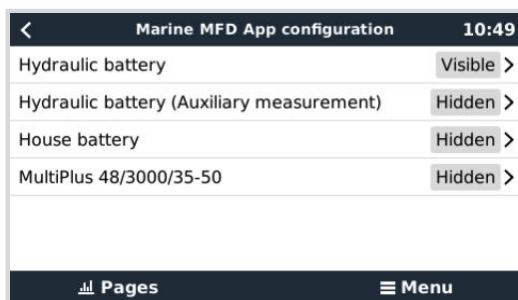 Marine MFD App configuration 10:49
Hydraulic battery Visible
Hydraulic battery (Auxiliary measurement) Hidden
House battery Hidden
MultiPlus 48/3000/35-50 Hidden
Pages Menu